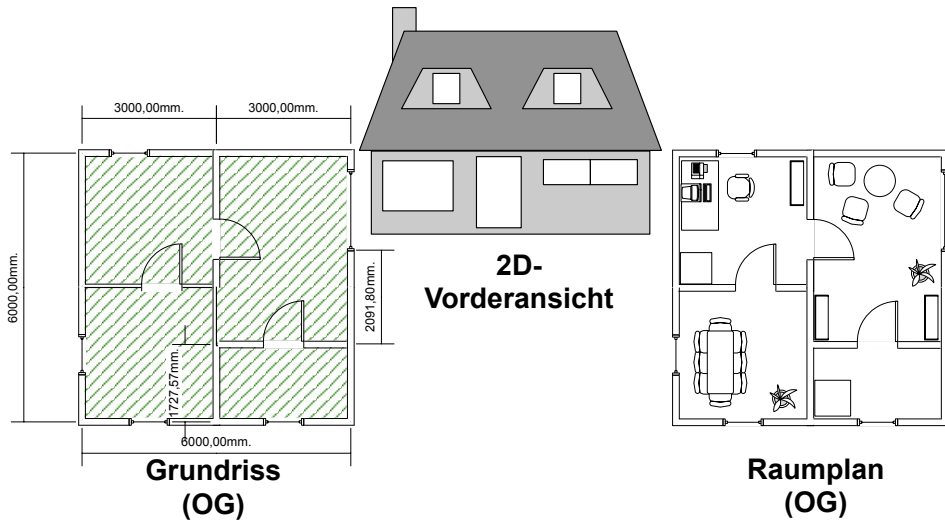 3000,00mm.
3000,00mm.
6000,00mm.
2091,80mm.
1727,57mm.
6000,00mm.
Grundriss
(OG)
2D-
Vorderansicht
Raumplan
(OG)